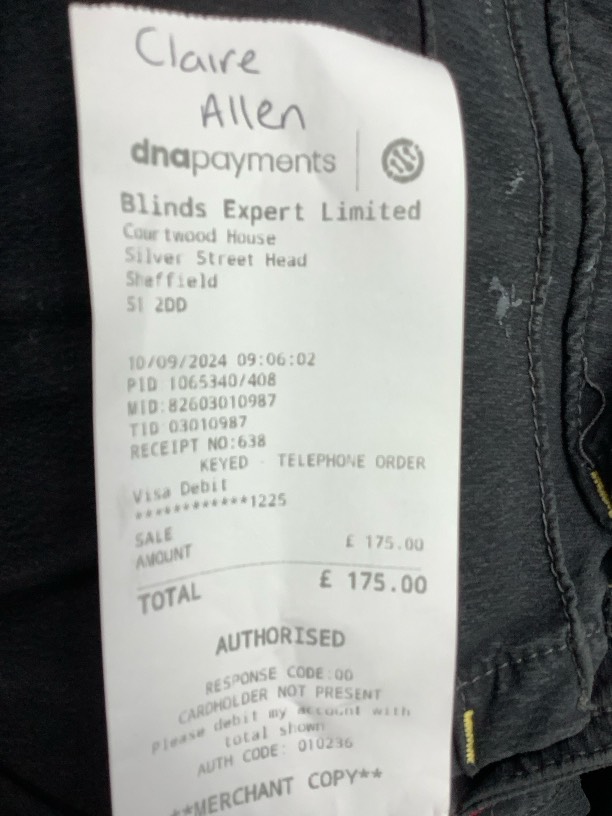 Claire
Allen
dnapayments
Blinds Expert Limited
Courtwood House
Silver Street Head
Sheffield
S1 2DD
10/09/2024 09:06:02
PID:1065340/408
MID:82603010987
TID:03010987
RECEIPT NO:638
KEYED - TELEPHONE ORDER
Visa Debit
************1225
SALE
AMOUNT £ 175.00
TOTAL £ 175.00
AUTHORISED
RESPONSE CODE:00
CARDHOLDER NOT PRESENT
Please debit my account with
total shown
AUTH CODE: 010236
**MERCHANT COPY**